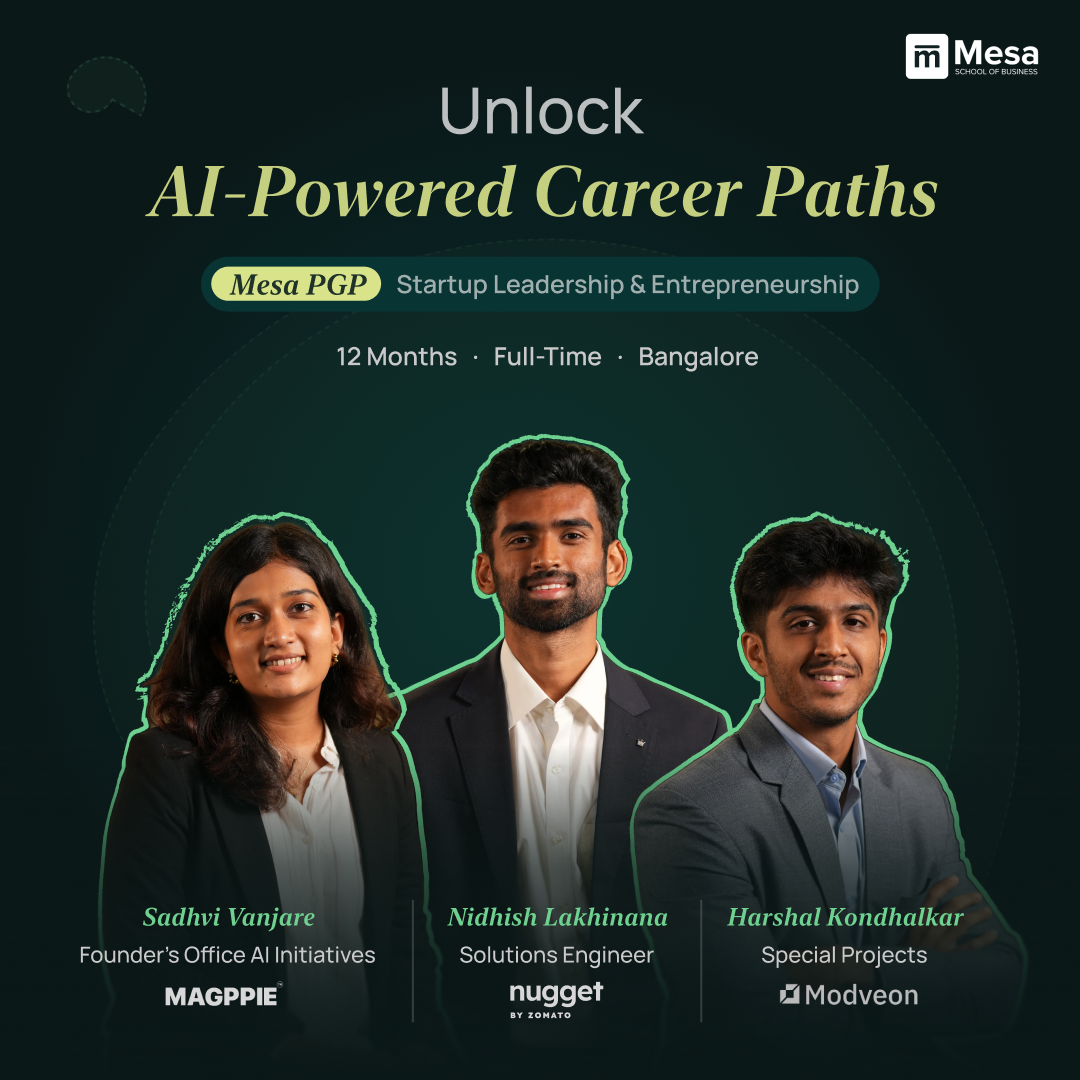 Mesa
SCHOOL OF BUSINESS
Unlock
AI-Powered Career Paths
Mesa PGP Startup Leadership & Entrepreneurship
12 Months · Full-Time · Bangalore
Sadhvi Vanjare
Founder's Office AI Initiatives
MAGPPIE™
Nidhish Lakhinana
Solutions Engineer
nugget
BY ZOMATO
Harshal Kondhalkar
Special Projects
Modveon